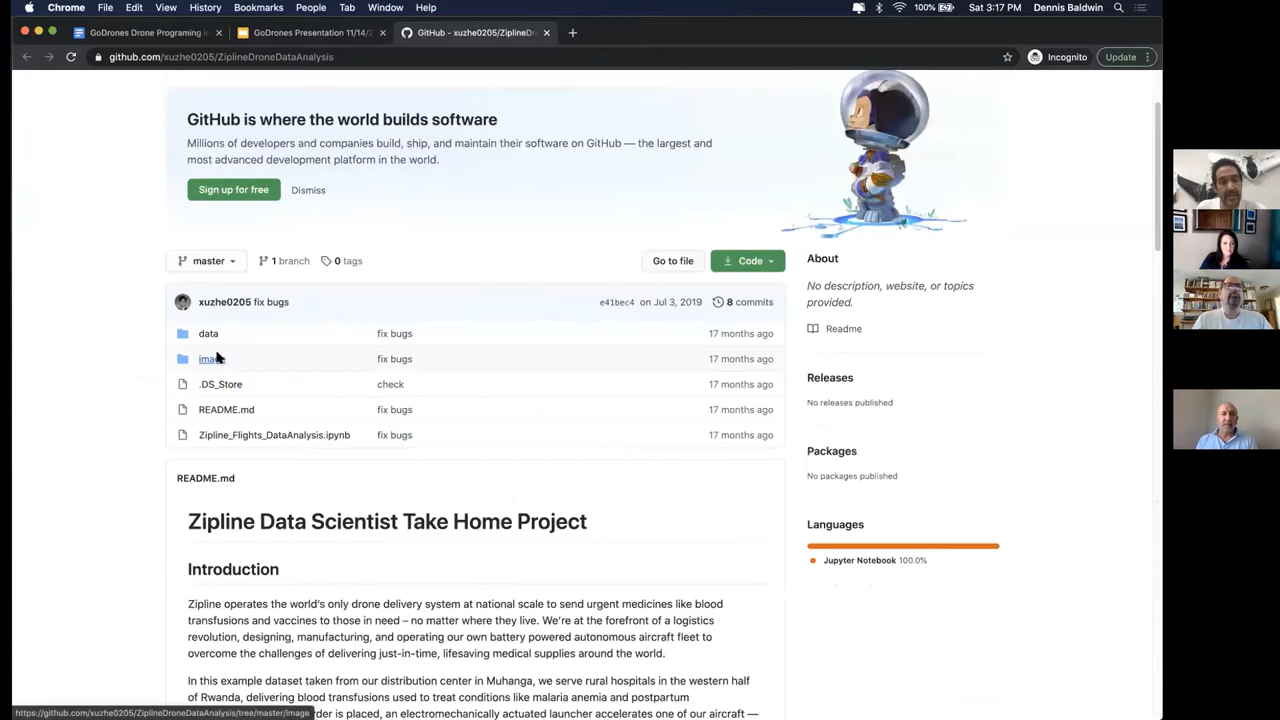 Chrome File Edit View History Bookmarks People Tab Window Help 100% Sat 3:17 PM Dennis Baldwin
GoDrones Drone Programing in GoDrones Presentation 11/14/2 GitHub - xuzhe0205/ZiplineDro
github.com/xuzhe0205/ZiplineDroneDataAnalysis Incognito Update
GitHub is where the world builds software
Millions of developers and companies build, ship, and maintain their software on GitHub — the largest and
most advanced development platform in the world.
Sign up for free Dismiss
master 1 branch 0 tags Go to file Code
About
No description, website, or topics
provided.
Readme
xuzhe0205 fix bugs e41bec4 on Jul 3, 2019 8 commits
data fix bugs 17 months ago
image fix bugs 17 months ago
.DS_Store check 17 months ago
README.md fix bugs 17 months ago
Zipline_Flights_DataAnalysis.ipynb fix bugs 17 months ago
Releases
No releases published
Packages
No packages published
Languages
Jupyter Notebook 100.0%
README.md
Zipline Data Scientist Take Home Project
Introduction
Zipline operates the world's only drone delivery system at national scale to send urgent medicines like blood
transfusions and vaccines to those in need – no matter where they live. We're at the forefront of a logistics
revolution, designing, manufacturing, and operating our own battery powered autonomous aircraft fleet to
overcome the challenges of delivering just-in-time, lifesaving medical supplies around the world.
In this example dataset taken from our distribution center in Muhanga, we serve rural hospitals in the western half
of Rwanda, delivering blood transfusions used to treat conditions like malaria anemia and postpartum
order is placed, an electromechanically actuated launcher accelerates one of our aircraft —
https://github.com/xuzhe0205/ZiplineDroneDataAnalysis/tree/master/image